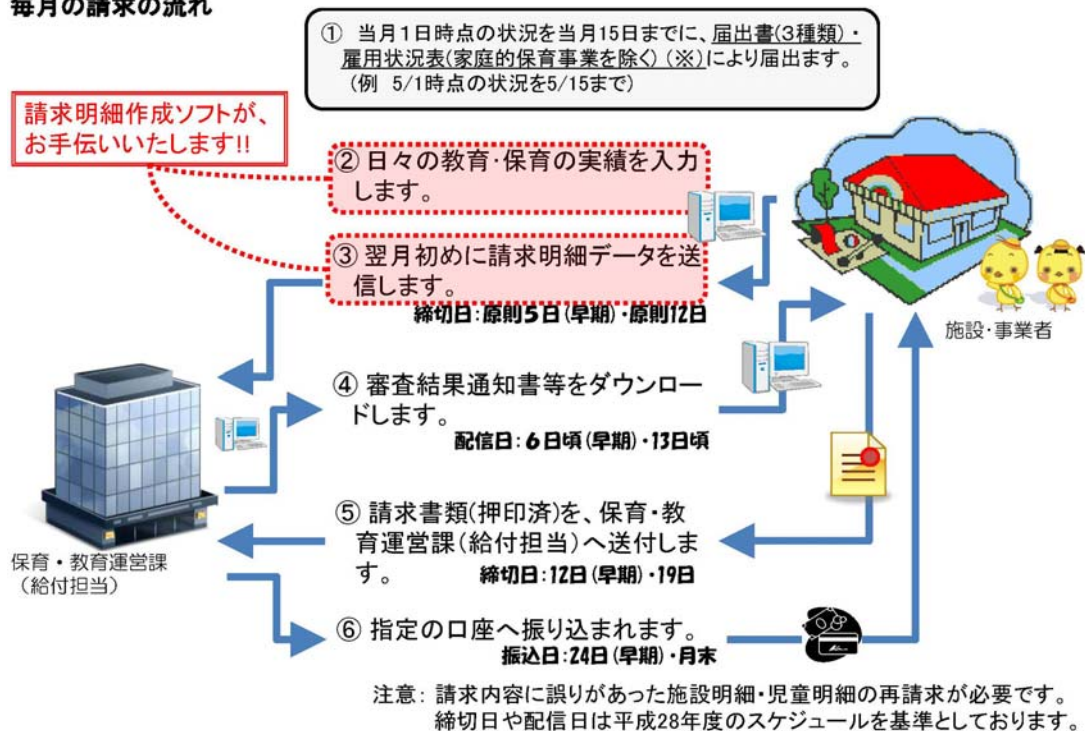 毎月の請求の流れ
① 当月1日時点の状況を当月15日までに、届出書(3種類)・
雇用状況表(家庭的保育事業を除く)(※)により届出ます。
(例 5/1時点の状況を5/15まで)
請求明細作成ソフトが、
お手伝いいたします!!
② 日々の教育・保育の実績を入力
します。
③ 翌月初めに請求明細データを送
信します。
締切日:原則5日(早期)・原則12日
施設・事業者
④ 審査結果通知書等をダウンロー
ドします。
配信日:6日頃(早期)・13日頃
⑤ 請求書類(押印済)を、保育・教
育運営課(給付担当)へ送付しま
す。
締切日:12日(早期)・19日
保育・教育運営課
(給付担当)
⑥ 指定の口座へ振り込まれます。
振込日:24日(早期)・月末
注意: 請求内容に誤りがあった施設明細・児童明細の再請求が必要です。
締切日や配信日は平成28年度のスケジュールを基準としております。